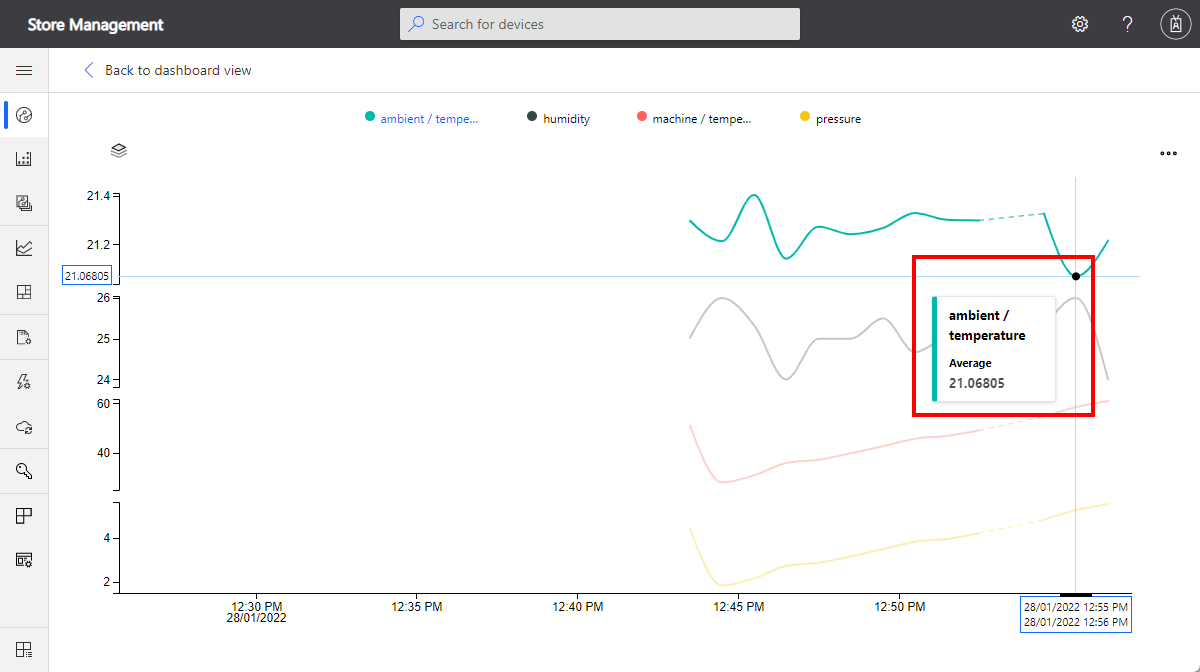 Store Management
Search for devices
?
Back to dashboard view
ambient / tempe...
humidity
machine / tempe...
pressure
21.4
21.2
21.06805
26
25
24
60
40
4
2
ambient /
temperature
Average
21.06805
12:30 PM
28/01/2022
12:35 PM
12:40 PM
12:45 PM
12:50 PM
28/01/2022 12:55 PM
28/01/2022 12:56 PM